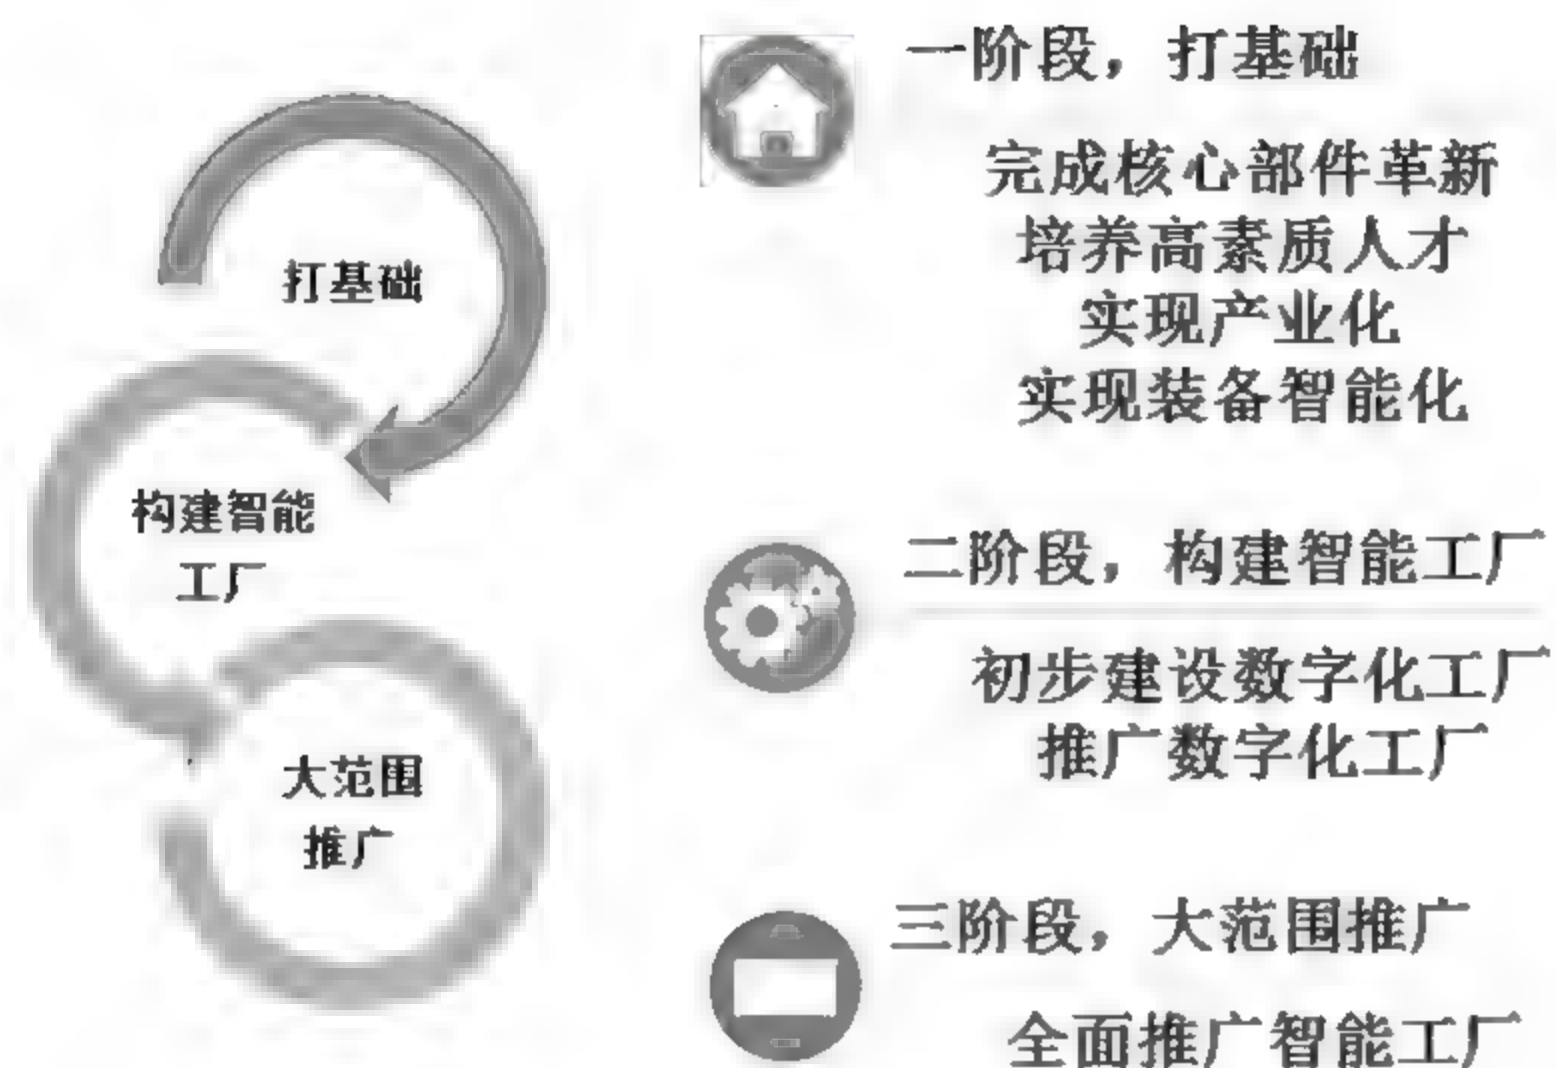 打基础
构建智能
工厂
大范围
推广
一阶段，打基础
完成核心部件革新
培养高素质人才
实现产业化
实现装备智能化
二阶段，构建智能工厂
初步建设数字化工厂
推广数字化工厂
三阶段，大范围推广
全面推广智能工厂